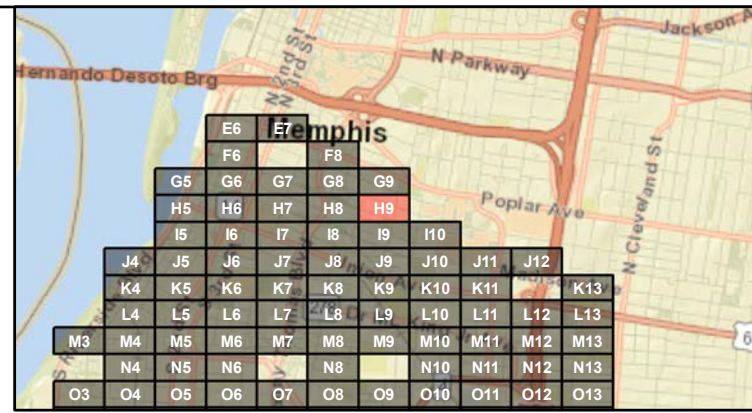 Jackson A
N Parkway
Hernando Desoto Brg
N 2nd St
N 3rd St
Memphis
E6 E7
F6 F8
G5 G6 G7 G8 G9
Poplar Ave
N Cleveland St
H5 H6 H7 H8 H9
I5 I6 I7 I8 I9 I10
J4 J5 J6 J7 J8 J9 J10 J11 J12
K4 K5 K6 K7 K8 K9 K10 K11 K13
L4 L5 L6 L7 L8 L9 L10 L11 L12 L13
M3 M4 M5 M6 M7 M8 M9 M10 M11 M12 M13
6
N4 N5 N6 N8 N10 N11 N12 N13
O3 O4 O5 O6 O7 O8 O9 O10 O11 O12 O13